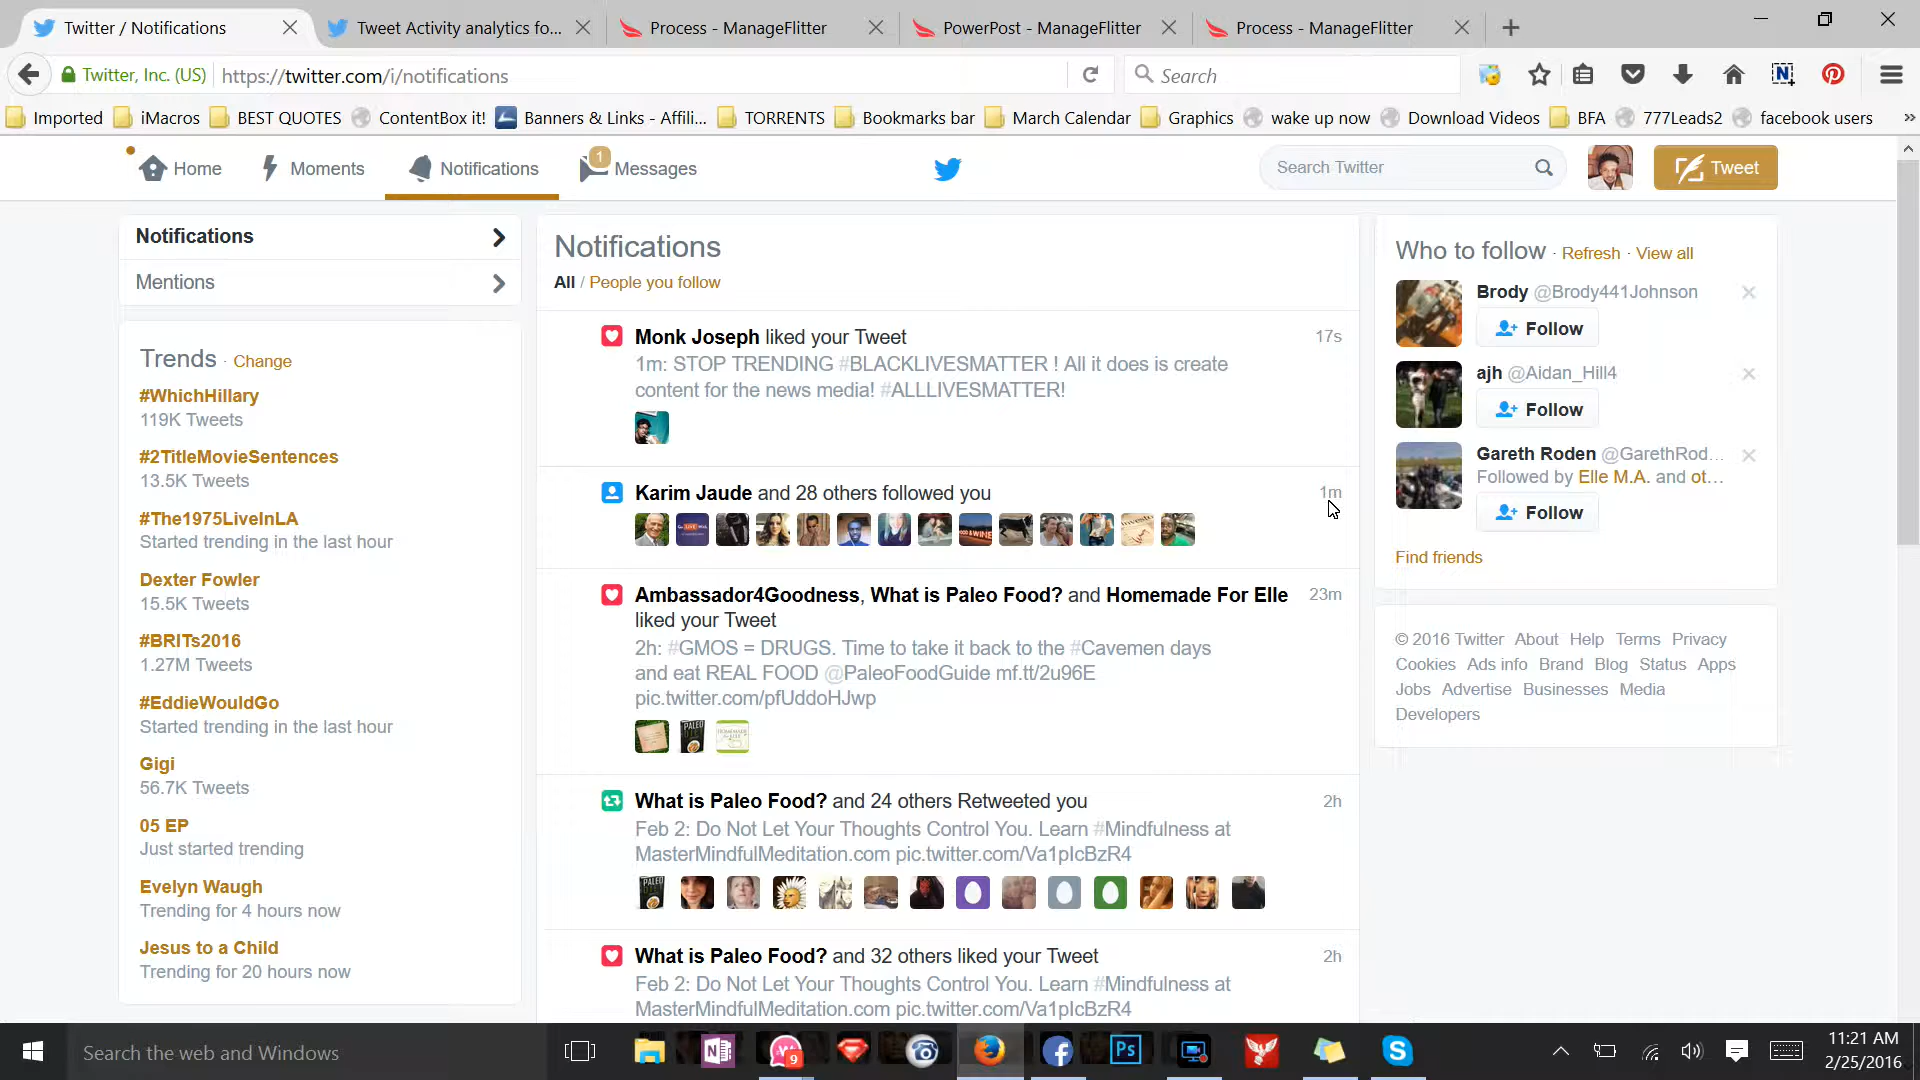 Twitter / Notifications
Tweet Activity analytics fo...
Process - ManageFlitter
PowerPost - ManageFlitter
Process - ManageFlitter
Twitter, Inc. (US)
https://twitter.com/i/notifications
Search
Imported
iMacros
BEST QUOTES
ContentBox it!
Banners & Links - Affili...
TORRENTS
Bookmarks bar
March Calendar
Graphics
wake up now
Download Videos
BFA
777Leads2
facebook users
Home
Moments
Notifications
1
Messages
Search Twitter
Tweet
Notifications
Mentions
Trends · Change
#WhichHillary
119K Tweets
#2TitleMovieSentences
13.5K Tweets
#The1975LiveInLA
Started trending in the last hour
Dexter Fowler
15.5K Tweets
#BRITs2016
1.27M Tweets
#EddieWouldGo
Started trending in the last hour
Gigi
56.7K Tweets
05 EP
Just started trending
Evelyn Waugh
Trending for 4 hours now
Jesus to a Child
Trending for 20 hours now
Notifications
All / People you follow
Monk Joseph liked your Tweet 17s
1m: STOP TRENDING #BLACKLIVESMATTER ! All it does is create
content for the news media! #ALLLIVESMATTER!
Karim Jaude and 28 others followed you 1m
Ambassador4Goodness, What is Paleo Food? and Homemade For Elle 23m
liked your Tweet
2h: #GMOS = DRUGS. Time to take it back to the #Cavemen days
and eat REAL FOOD @PaleoFoodGuide mf.tt/2u96E
pic.twitter.com/pfUddoHJwp
What is Paleo Food? and 24 others Retweeted you 2h
Feb 2: Do Not Let Your Thoughts Control You. Learn #Mindfulness at
MasterMindfulMeditation.com pic.twitter.com/Va1pIcBzR4
What is Paleo Food? and 32 others liked your Tweet 2h
Feb 2: Do Not Let Your Thoughts Control You. Learn #Mindfulness at
MasterMindfulMeditation.com pic.twitter.com/Va1pIcBzR4
Who to follow · Refresh · View all
Brody @Brody441Johnson
Follow
ajh @Aidan_Hill4
Follow
Gareth Roden @GarethRod...
Followed by Elle M.A. and ot...
Follow
Find friends
© 2016 Twitter About Help Terms Privacy
Cookies Ads info Brand Blog Status Apps
Jobs Advertise Businesses Media
Developers
Search the web and Windows
N
9
Ps
11:21 AM
2/25/2016